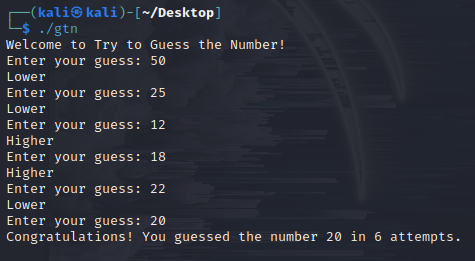 ┌──(kali㉿kali)-[~/Desktop]
└─$ ./gtn
Welcome to Try to Guess the Number!
Enter your guess: 50
Lower
Enter your guess: 25
Lower
Enter your guess: 12
Higher
Enter your guess: 18
Higher
Enter your guess: 22
Lower
Enter your guess: 20
Congratulations! You guessed the number 20 in 6 attempts.